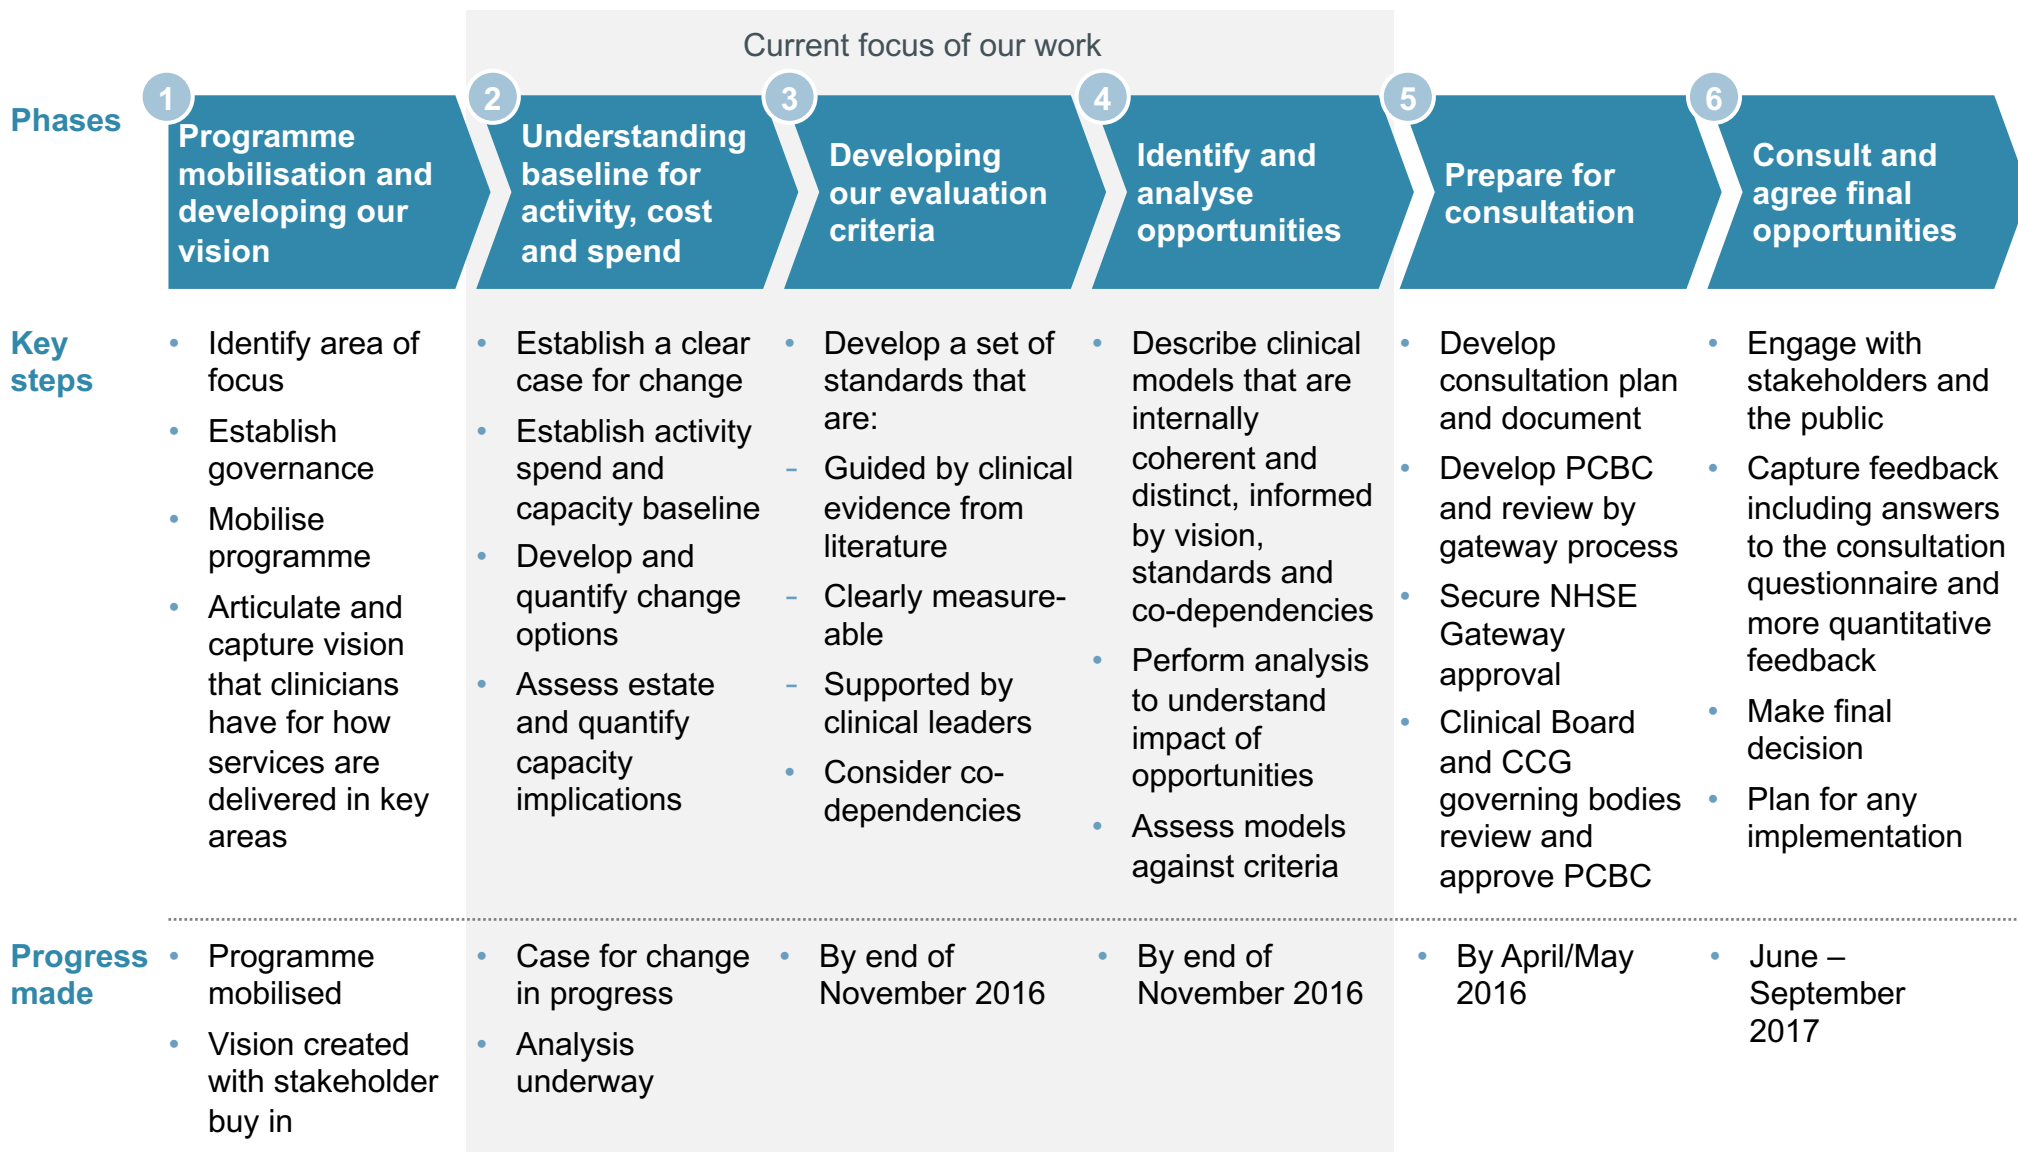 Current focus of our work
Phases
1
Programme
mobilisation and
developing our
vision
2
Understanding
baseline for
activity, cost
and spend
3
Developing
our evaluation
criteria
4
Identify and
analyse
opportunities
5
Prepare for
consultation
6
Consult and
agree final
opportunities
Key
steps
• Identify area of
focus
• Establish
governance
• Mobilise
programme
• Articulate and
capture vision
that clinicians
have for how
services are
delivered in key
areas
• Establish a clear
case for change
• Establish activity
spend and
capacity baseline
• Develop and
quantify change
options
• Assess estate
and quantify
capacity
implications
• Develop a set of
standards that
are:
- Guided by clinical
evidence from
literature
- Clearly measure-
able
- Supported by
clinical leaders
• Consider co-
dependencies
• Describe clinical
models that are
internally
coherent and
distinct, informed
by vision,
standards and
co-dependencies
• Perform analysis
to understand
impact of
opportunities
• Assess models
against criteria
• Develop
consultation plan
and document
• Develop PCBC
and review by
gateway process
• Secure NHSE
Gateway
approval
• Clinical Board
and CCG
governing bodies
review and
approve PCBC
• Engage with
stakeholders and
the public
• Capture feedback
including answers
to the consultation
questionnaire and
more quantitative
feedback
• Make final
decision
• Plan for any
implementation
Progress
made
• Programme
mobilised
• Vision created
with stakeholder
buy in
• Case for change
in progress
• Analysis
underway
• By end of
November 2016
• By end of
November 2016
• By April/May
2016
• June –
September
2017